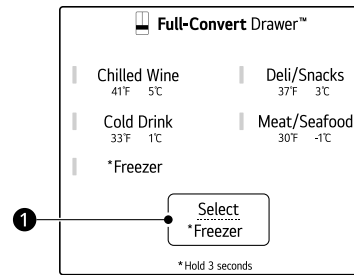 Full-Convert Drawer™
Chilled Wine
41°F 5°C
Deli/Snacks
37°F 3°C
Cold Drink
33°F 1°C
Meat/Seafood
30°F -1°C
*Freezer
1
Select
*Freezer
*Hold 3 seconds